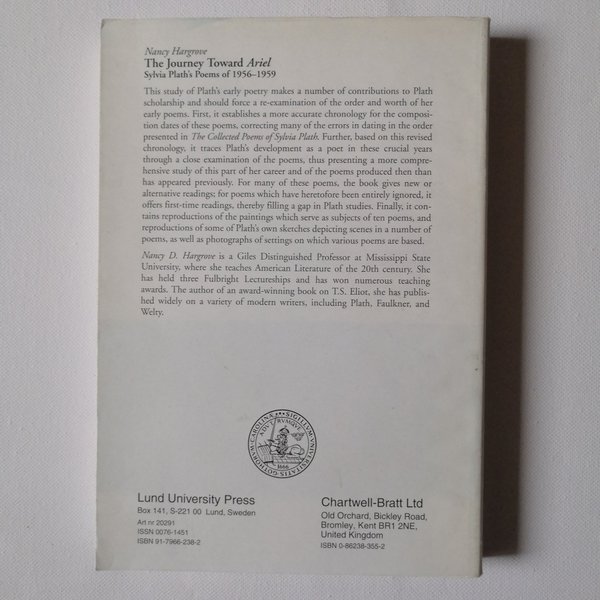 Nancy Hargrove
The Journey Toward Ariel
Sylvia Plath's Poems of 1956–1959
This study of Plath's early poetry makes a number of contributions to Plath
scholarship and should force a re-examination of the order and worth of her
early poems. First, it establishes a more accurate chronology for the composi-
tion dates of these poems, correcting many of the errors in dating in the order
presented in The Collected Poems of Sylvia Plath. Further, based on this revised
chronology, it traces Plath's development as a poet in these crucial years
through a close examination of the poems, thus presenting a more compre-
hensive study of this part of her career and of the poems produced then than
has appeared previously. For many of these poems, the book gives new or
alternative readings; for poems which have heretofore been entirely ignored, it
offers first-time readings, thereby filling a gap in Plath studies. Finally, it con-
tains reproductions of the paintings which serve as subjects of ten poems, and
reproductions of some of Plath's own sketches depicting scenes in a number of
poems, as well as photographs of settings on which various poems are based.
Nancy D. Hargrove is a Giles Distinguished Professor at Mississippi State
University, where she teaches American Literature of the 20th century. She
has held three Fulbright Lectureships and has won numerous teaching
awards. The author of an award-winning book on T.S. Eliot, she has pub-
lished widely on a variety of modern writers, including Plath, Faulkner, and
Welty.
SIGILLVM VNIVERSITATIS GOTHORVM CAROLINÆ
AD VTRVMQVE
1666
Lund University Press
Box 141, S-221 00 Lund, Sweden
Art nr 20291
ISSN 0076-1451
ISBN 91-7966-238-2
Chartwell-Bratt Ltd
Old Orchard, Bickley Road,
Bromley, Kent BR1 2NE,
United Kingdom
ISBN 0-86238-355-2